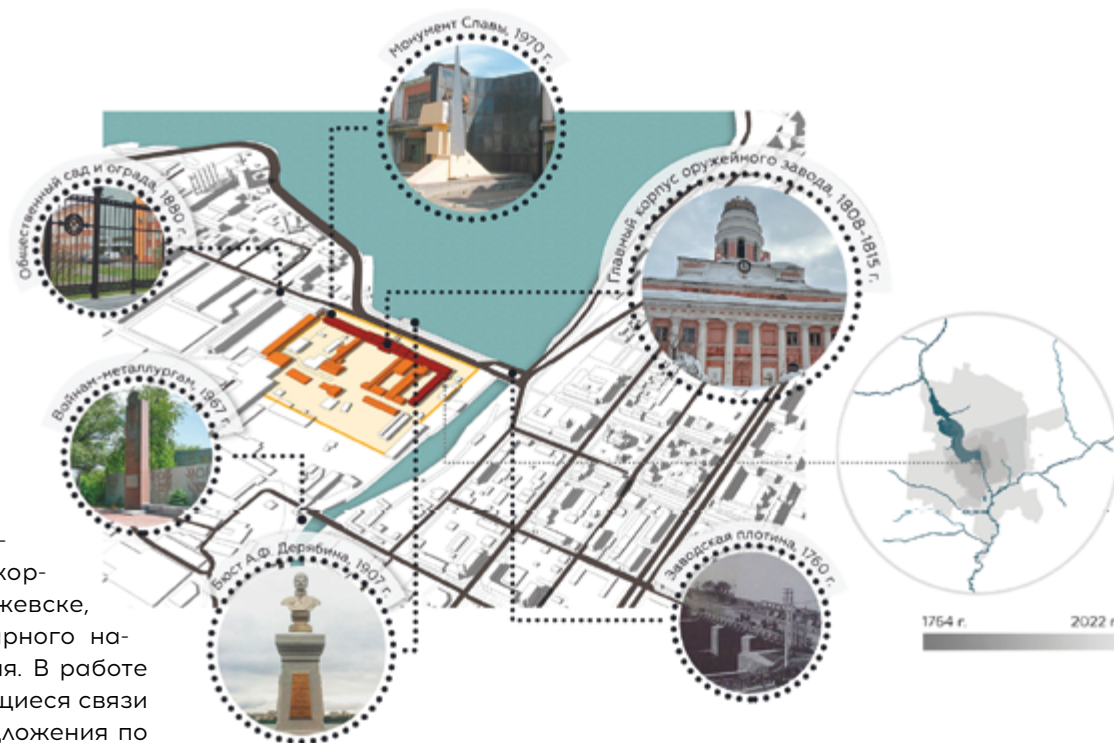 Монумент Славы, 1970 г.
Общественный сад и ограда, 1880 г.
Главный корпус оружейного завода, 1808-1815 г.
Войнам-металлургам, 1967 г.
Бюст А.Ф. Дерябина, 1907 г.
Заводская плотина, 1760 г.
1764 г. 2022 г
-
кор-
жевске,
рного на-
ия. В работе
щиеся связи
дложения по